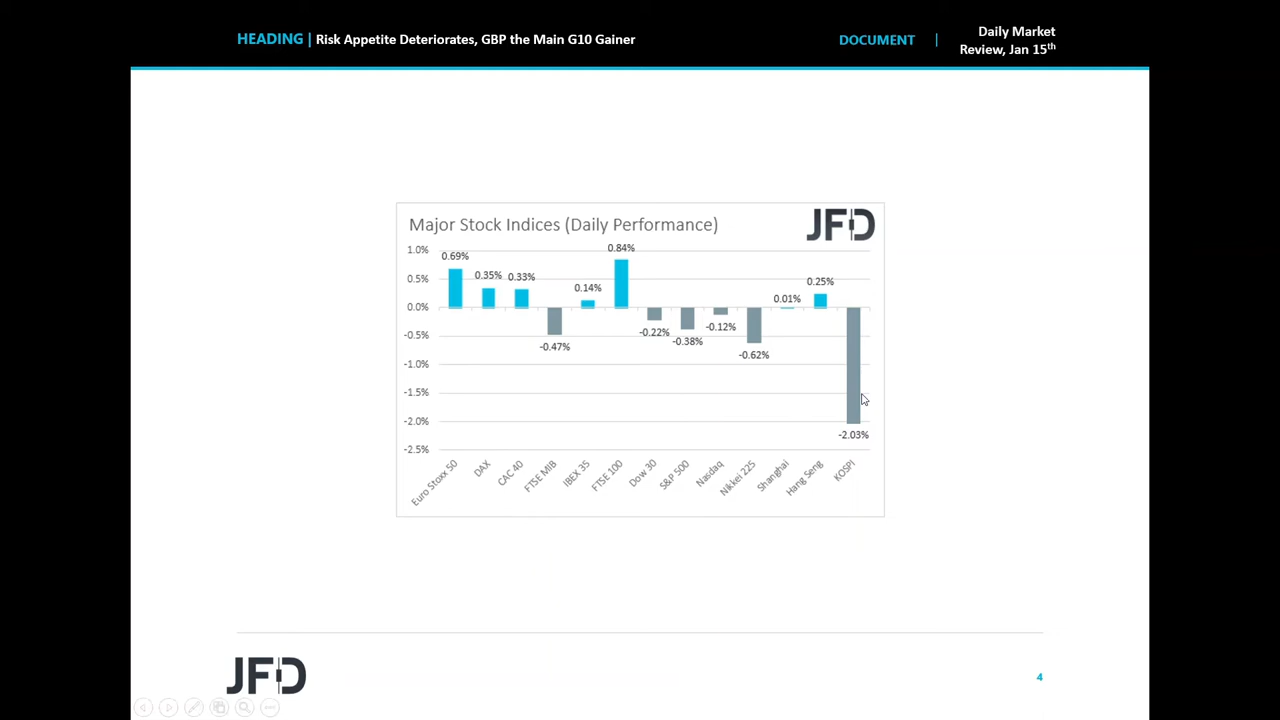 HEADING | Risk Appetite Deteriorates, GBP the Main G10 Gainer
DOCUMENT |
Daily Market
Review, Jan 15th
Major Stock Indices (Daily Performance)
JFD
1.0%
0.5%
0.0%
-0.5%
-1.0%
-1.5%
-2.0%
-2.5%
0.69%
0.35%
0.33%
-0.47%
0.14%
0.84%
-0.22%
-0.38%
-0.12%
-0.62%
0.01%
0.25%
-2.03%
Euro Stoxx 50
DAX
CAC 40
FTSE MIB
IBEX 35
FTSE 100
Dow 30
S&P 500
Nasdaq
Nikkei 225
Shanghai
Hang Seng
KOSPI
JFD
4